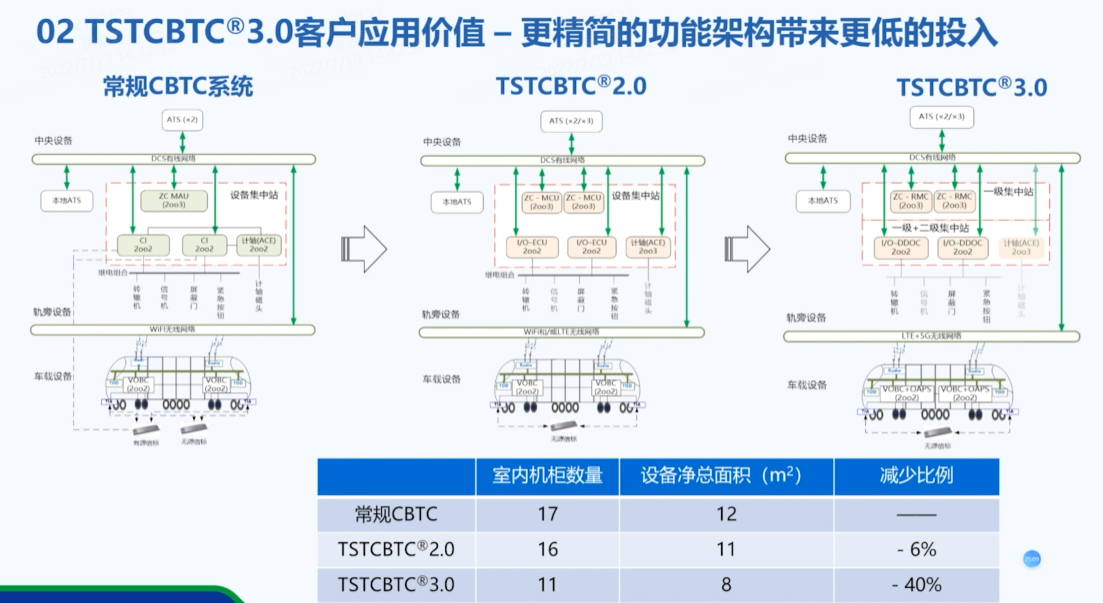 02 TSTCBTC®3.0客户应用价值 – 更精简的功能架构带来更低的投入
常规CBTC系统
ATS (×2)
中央设备
DCS有线网络
本地ATS
ZC MAU
(2oo3)
设备集中站
CI
2oo2
CI
2oo2
计轴(ACE)
2oo2
继电组合
转辙机
信号机
屏蔽门
紧急按钮
计轴磁头
轨旁设备
WiFi无线网络
车载设备
VOBC
(2oo2)
VOBC
(2oo2)
有源信标
无源信标
TSTCBTC®2.0
ATS (×2/×3)
中央设备
DCS有线网络
本地ATS
ZC - MCU
(2oo3)
ZC - MCU
(2oo3)
设备集中站
I/O-ECU
2oo2
I/O-ECU
2oo2
计轴(ACE)
2oo3
继电组合
转辙机
信号机
屏蔽门
紧急按钮
计轴磁头
轨旁设备
WiFi和/或LTE无线网络
车载设备
VOBC
(2oo2)
VOBC
(2oo2)
无源信标
TSTCBTC®3.0
ATS (×2/×3)
中央设备
DCS有线网络
本地ATS
ZC - RMC
(2oo3)
ZC - RMC
(2oo3)
一级集中站
一级+二级集中站
I/O-DDOC
2oo2
I/O-DDOC
2oo2
计轴(ACE)
2oo3
转辙机
信号机
屏蔽门
紧急按钮
计轴磁头
轨旁设备
LTE+5G无线网络
车载设备
VOBC+OAPS
(2oo2)
VOBC+OAPS
(2oo2)
无源信标
室内机柜数量 设备净总面积（m²） 减少比例
常规CBTC 17 12 ——
TSTCBTC®2.0 16 11 - 6%
TSTCBTC®3.0 11 8 - 40%